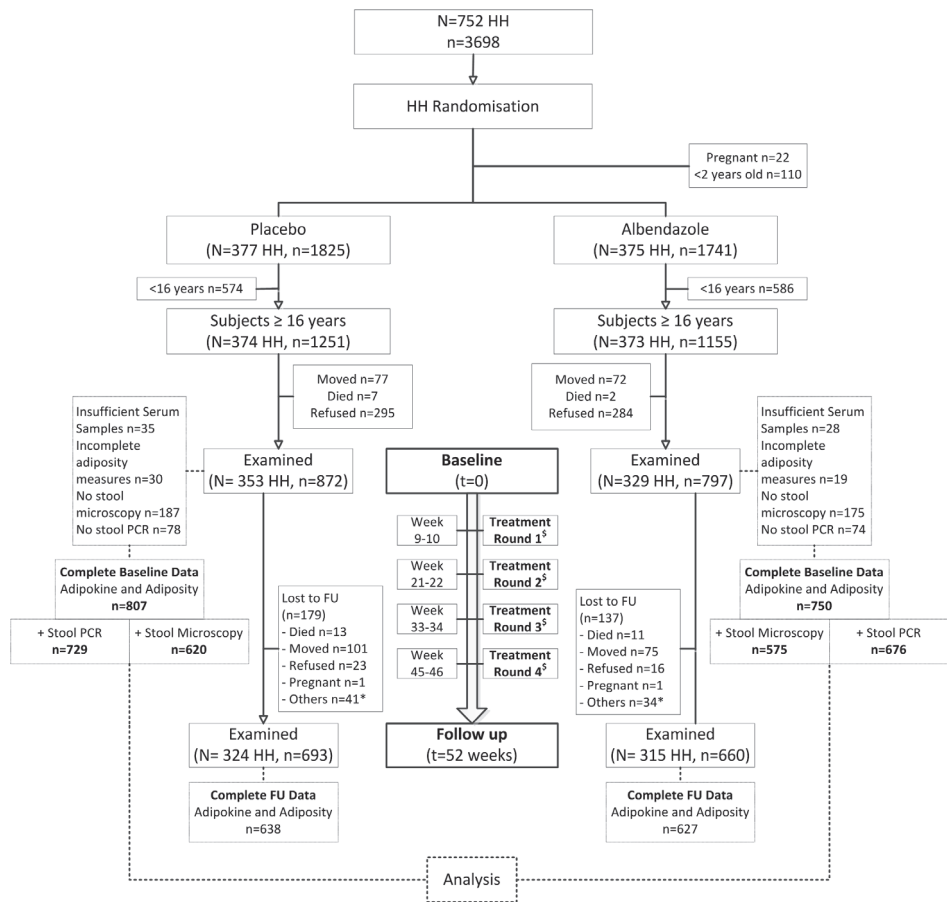 N=752 HH
n=3698
HH Randomisation
Pregnant n=22
<2 years old n=110
Placebo
(N=377 HH, n=1825)
Albendazole
(N=375 HH, n=1741)
<16 years n=574
<16 years n=586
Subjects ≥ 16 years
(N=374 HH, n=1251)
Subjects ≥ 16 years
(N=373 HH, n=1155)
Moved n=77
Died n=7
Refused n=295
Moved n=72
Died n=2
Refused n=284
Insufficient Serum
Samples n=35
Incomplete
adiposity
measures n=30
No stool
microscopy n=187
No stool PCR n=78
Examined
(N= 353 HH, n=872)
Baseline
(t=0)
Examined
(N=329 HH, n=797)
Insufficient Serum
Samples n=28
Incomplete
adiposity
measures n=19
No stool
microscopy n=175
No stool PCR n=74
Week
9-10
Treatment
Round 1$
Week
21-22
Treatment
Round 2$
Week
33-34
Treatment
Round 3$
Week
45-46
Treatment
Round 4$
Complete Baseline Data
Adipokine and Adiposity
n=807
+ Stool PCR
n=729
+ Stool Microscopy
n=620
Lost to FU
(n=179)
- Died n=13
- Moved n=101
- Refused n=23
- Pregnant n=1
- Others n=41*
Lost to FU
(n=137)
- Died n=11
- Moved n=75
- Refused n=16
- Pregnant n=1
- Others n=34*
Complete Baseline Data
Adipokine and Adiposity
n=750
+ Stool Microscopy
n=575
+ Stool PCR
n=676
Examined
(N= 324 HH, n=693)
Follow up
(t=52 weeks)
Examined
(N= 315 HH, n=660)
Complete FU Data
Adipokine and Adiposity
n=638
Complete FU Data
Adipokine and Adiposity
n=627
Analysis